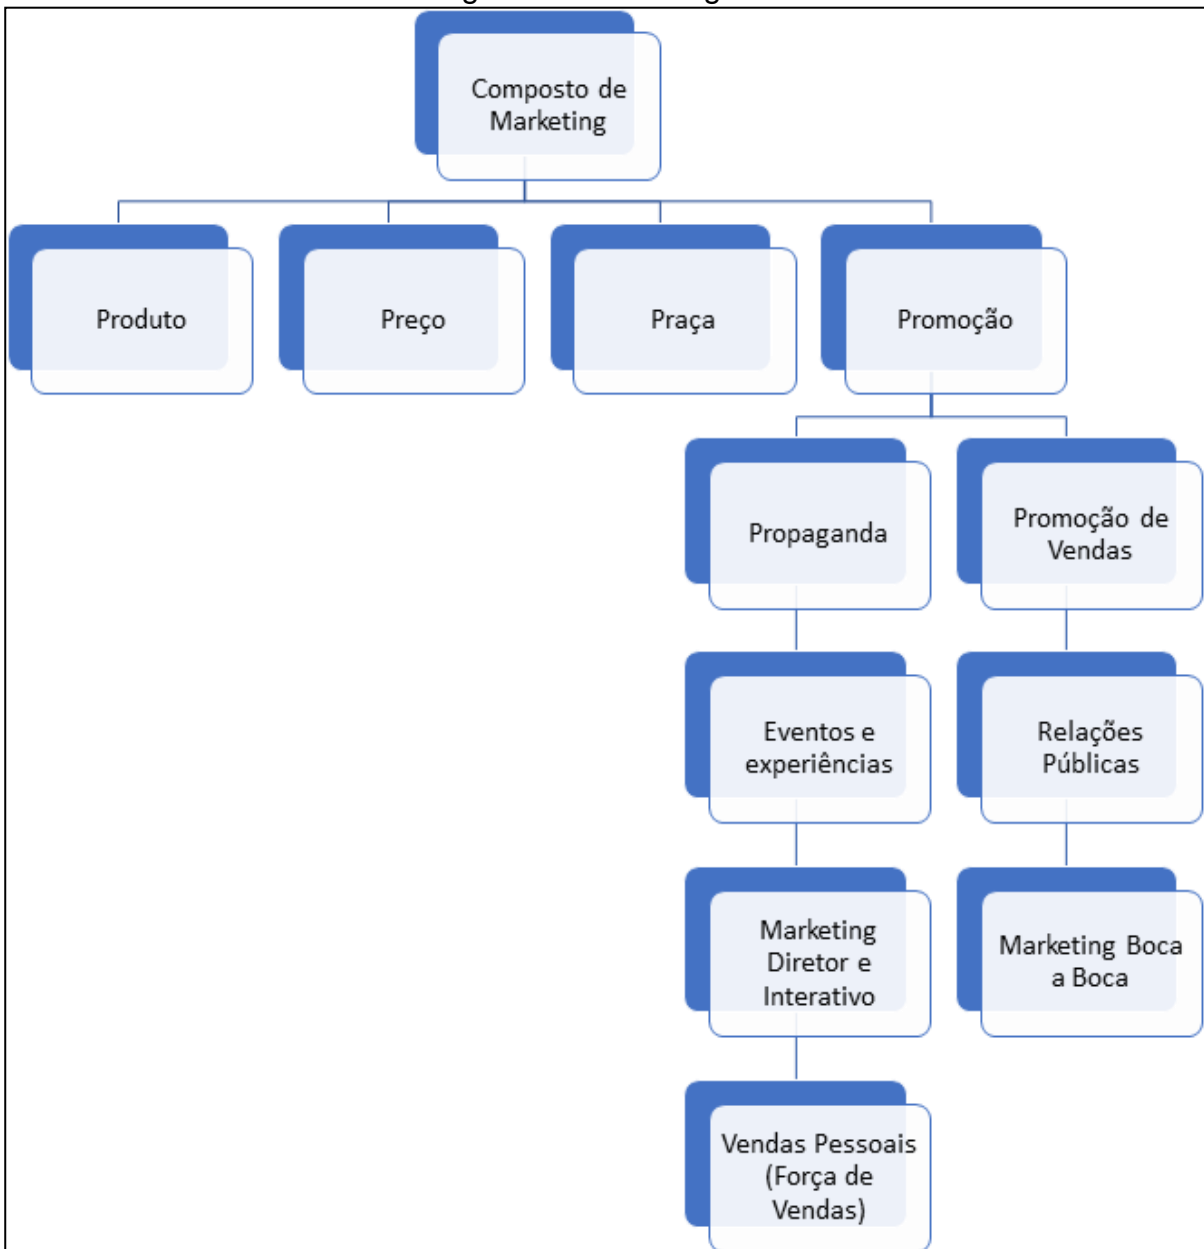 Composto de
Marketing
Produto
Preço
Praça
Promoção
Propaganda
Promoção de
Vendas
Eventos e
experiências
Relações
Públicas
Marketing
Diretor e
Interativo
Marketing Boca
a Boca
Vendas Pessoais
(Força de
Vendas)